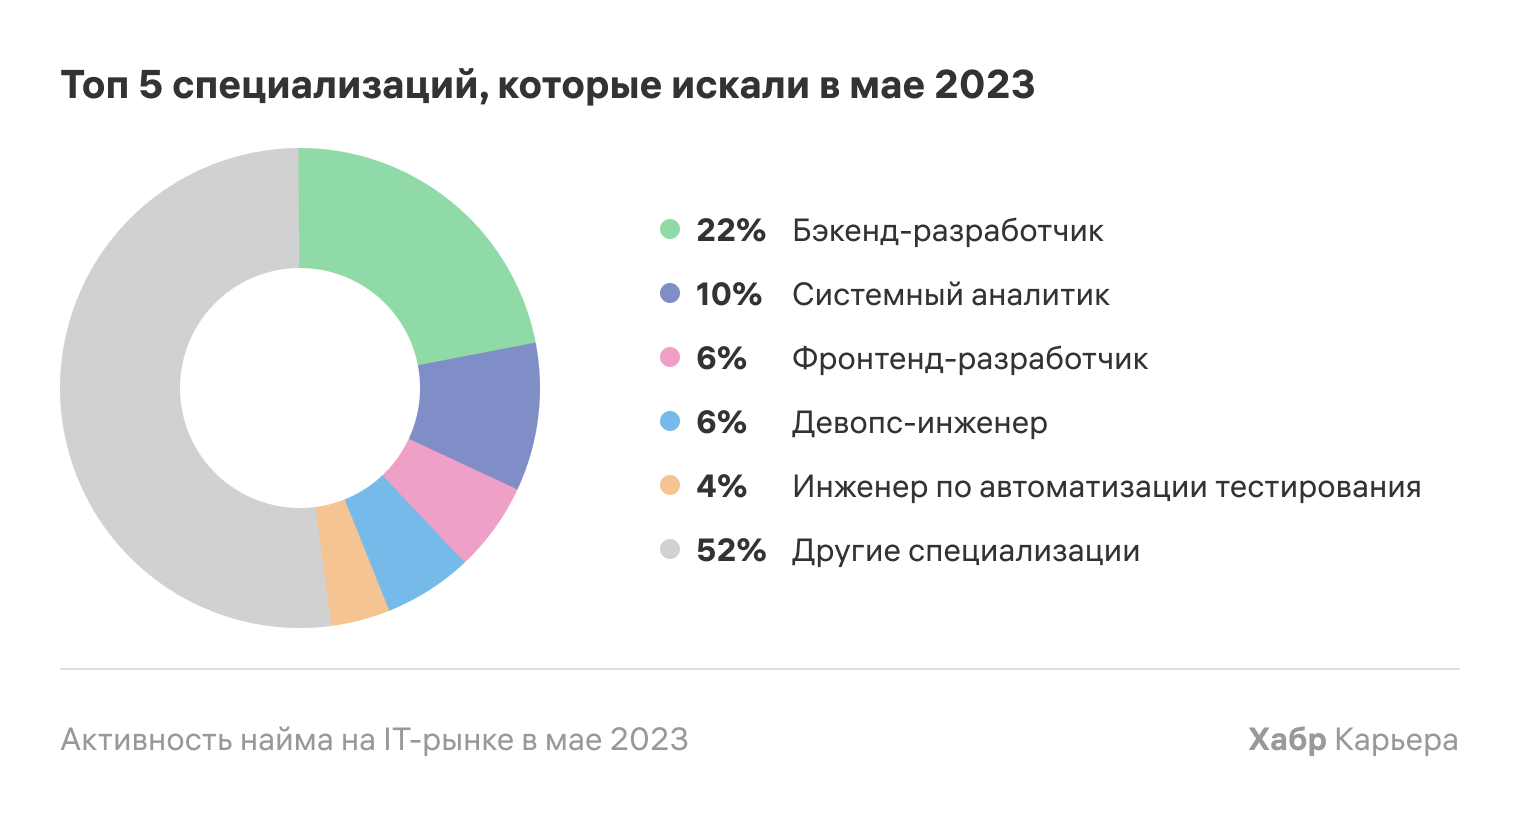 Топ 5 специализаций, которые искали в мае 2023
22% Бэкенд-разработчик
10% Системный аналитик
6% Фронтенд-разработчик
6% Девопс-инженер
4% Инженер по автоматизации тестирования
52% Другие специализации
Активность найма на IT-рынке в мае 2023
Хабр Карьера